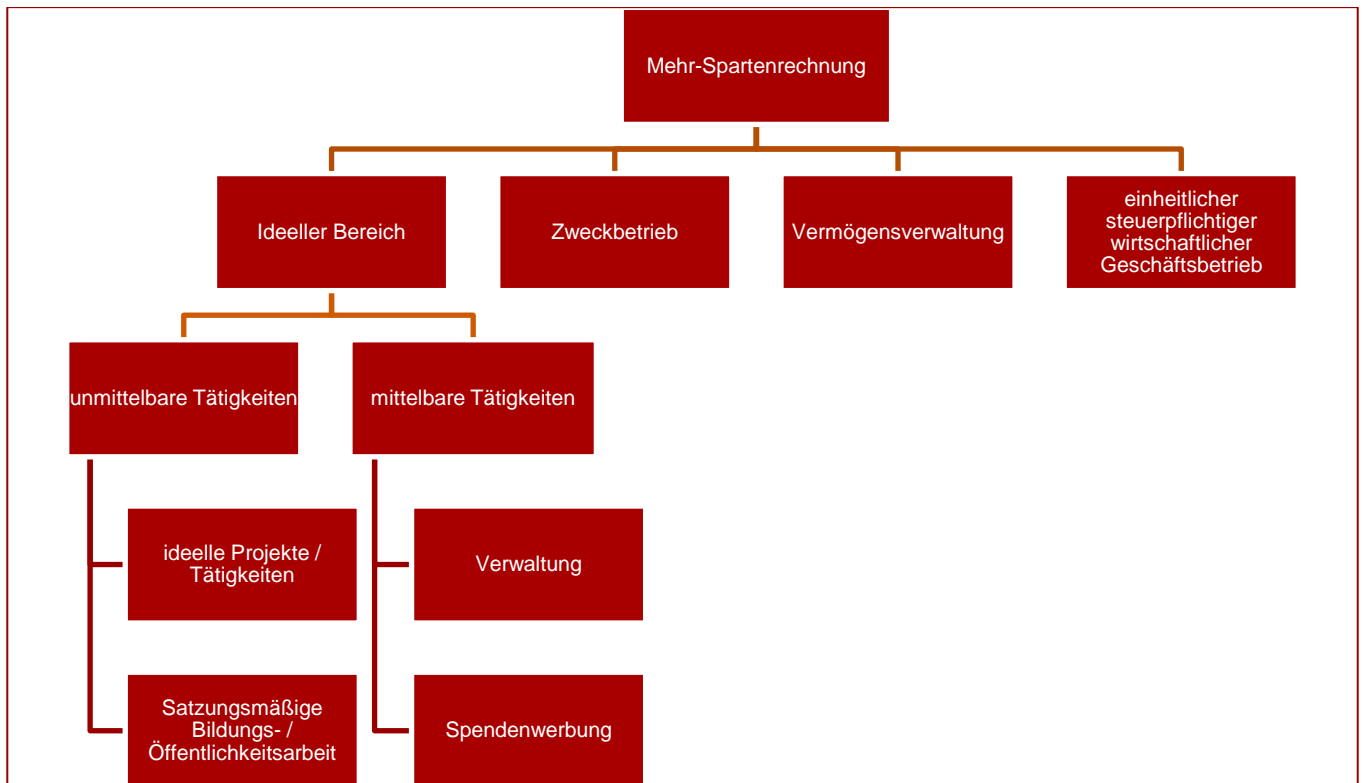 Mehr-Spartenrechnung
Ideeller Bereich
Zweckbetrieb
Vermögensverwaltung
einheitlicher
steuerpflichtiger
wirtschaftlicher
Geschäftsbetrieb
unmittelbare Tätigkeiten
mittelbare Tätigkeiten
ideelle Projekte /
Tätigkeiten
Verwaltung
Satzungsmäßige
Bildungs- /
Öffentlichkeitsarbeit
Spendenwerbung